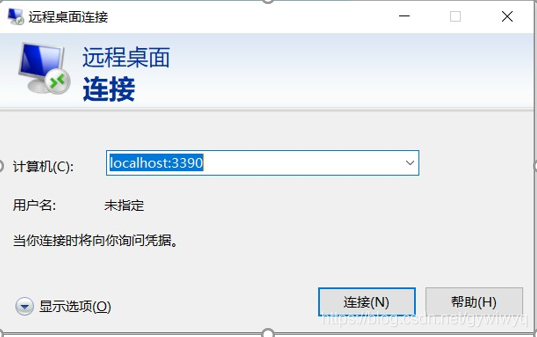 远程桌面连接
远程桌面
连接
计算机(C):
localhost:3390
用户名:
未指定
当你连接时将向你询问凭据。
显示选项(O)
连接(N)
帮助(H)
https://blog.csdn.net/gywtwyq